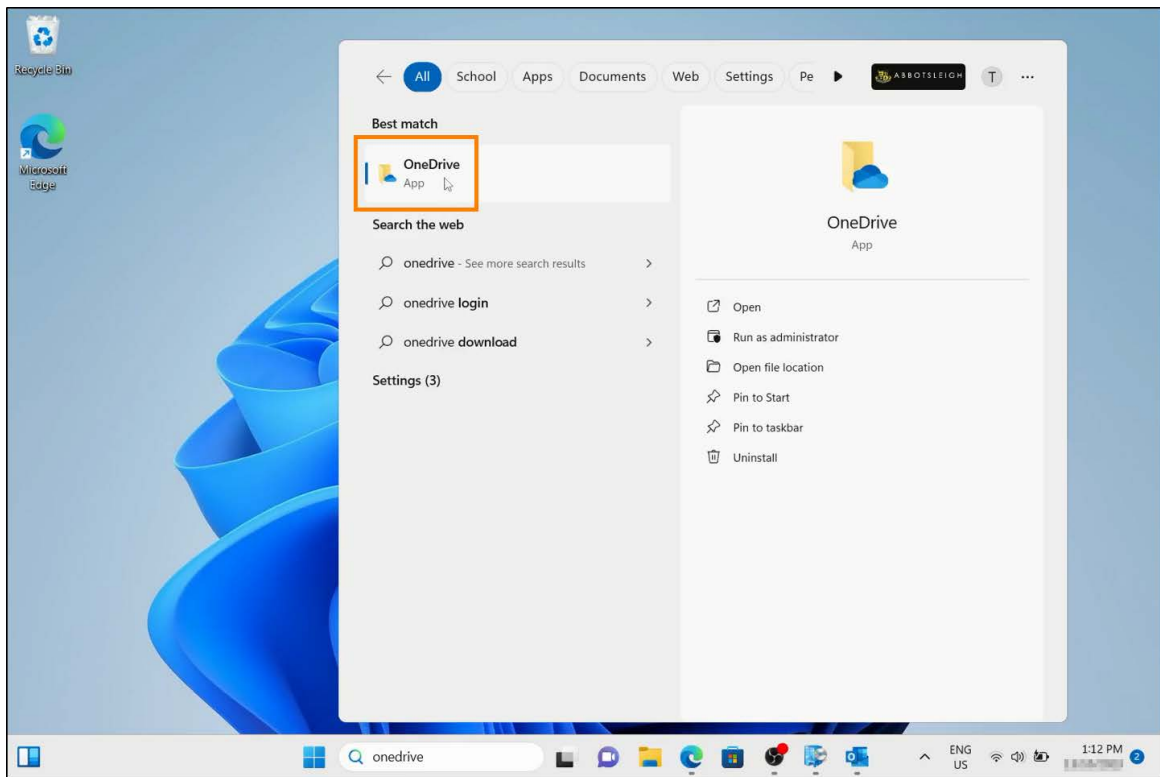 Recycle Bin
Microsoft
Edge
All School Apps Documents Web Settings Pe ABBOTSLEIGH T ...
Best match
OneDrive
App
Search the web
onedrive - See more search results
onedrive login
onedrive download
Settings (3)
OneDrive
App
Open
Run as administrator
Open file location
Pin to Start
Pin to taskbar
Uninstall
onedrive
ENG
US
1:12 PM
2